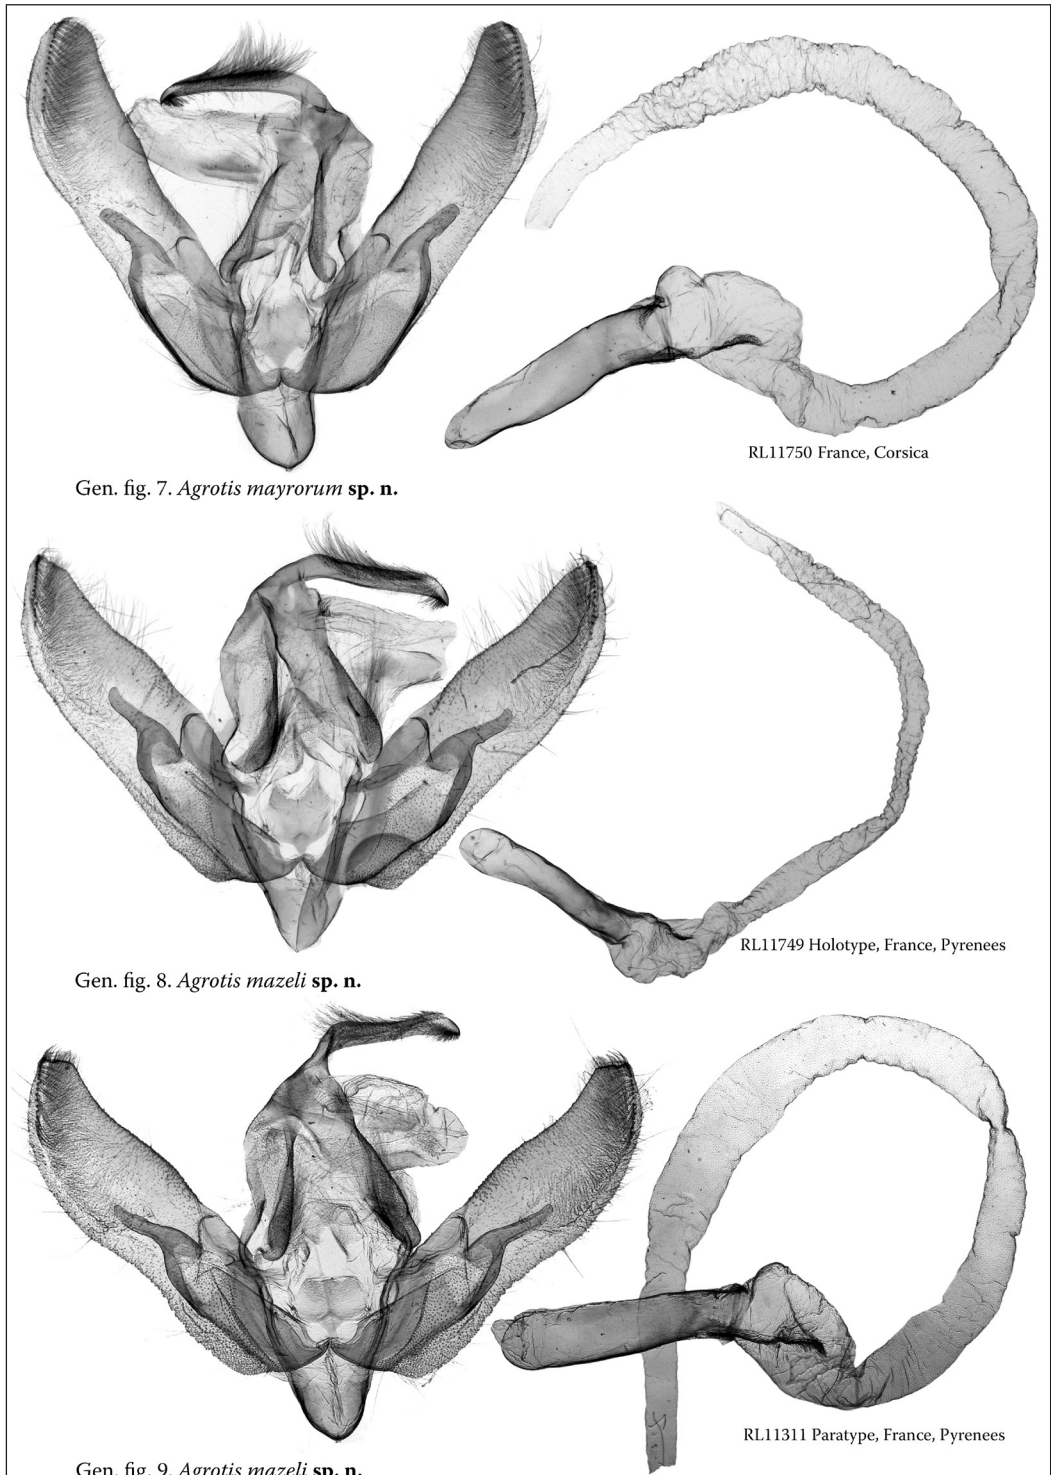 RL11750 France, Corsica
Gen. fig. 7. Agrotis mayrorum sp. n.
RL11749 Holotype, France, Pyrenees
Gen. fig. 8. Agrotis mazeli sp. n.
RL11311 Paratype, France, Pyrenees
Gen. fig. 9. Agrotis mazeli sp. n.